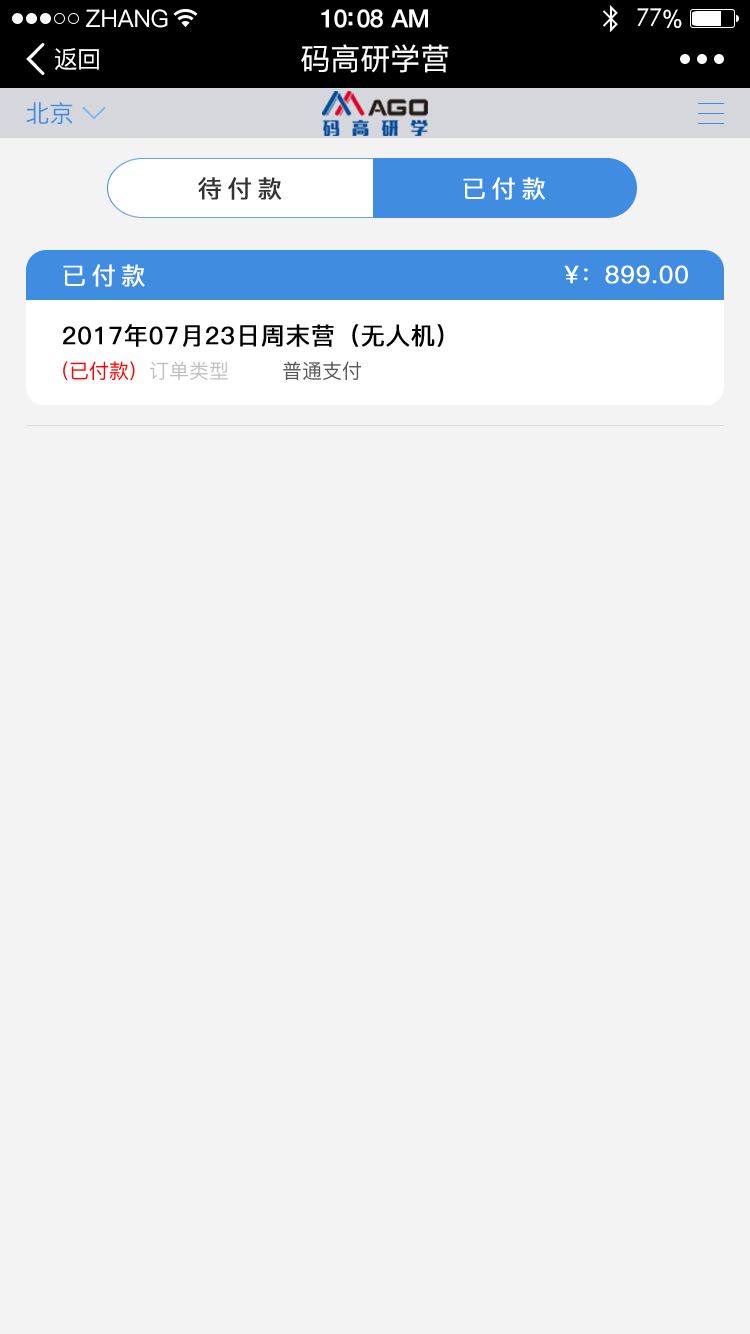 ZHANG 10:08 AM 77%
返回 码高研学营
北京 MAGO
码高研学
待付款 已付款
已付款 ¥：899.00
2017年07月23日周末营（无人机）
(已付款) 订单类型 普通支付